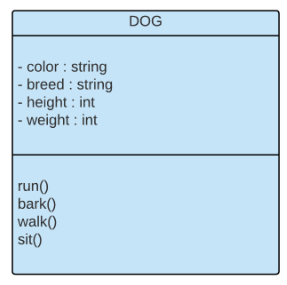 DOG
- color : string
- breed : string
- height : int
- weight : int
run()
bark()
walk()
sit()